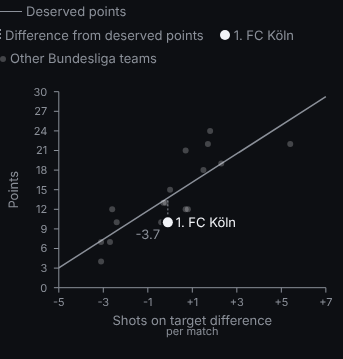 Deserved points
Difference from deserved points 1. FC Köln
Other Bundesliga teams
30
27
24
21
18
15
12
9
6
3
0
Points
1. FC Köln
-3.7
-5 -3 -1 +1 +3 +5 +7
Shots on target difference
per match